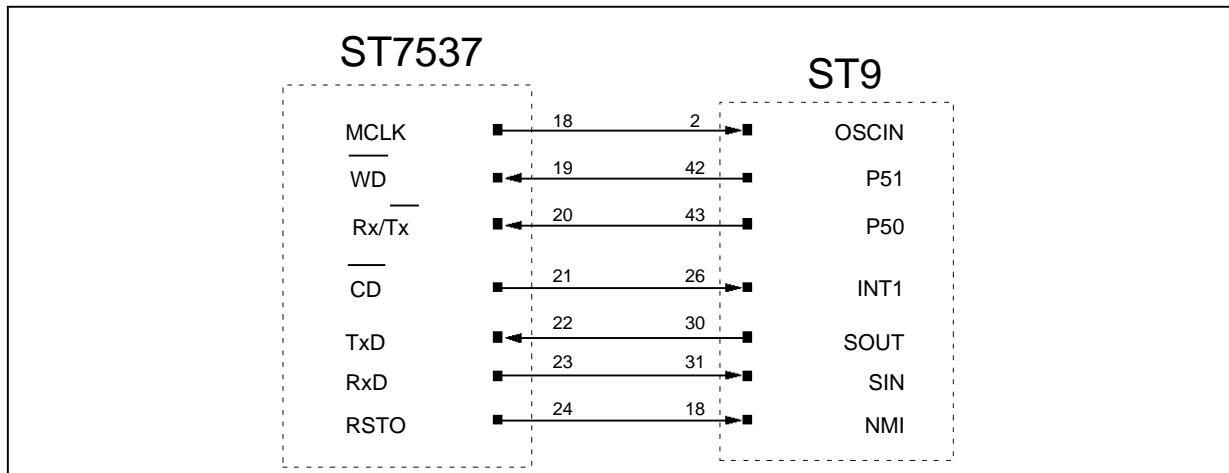 ST7537
ST9
MCLK 18 2 OSCIN
WD 19 42 P51
Rx/Tx 20 43 P50
CD 21 26 INT1
TxD 22 30 SOUT
RxD 23 31 SIN
RSTO 24 18 NMI